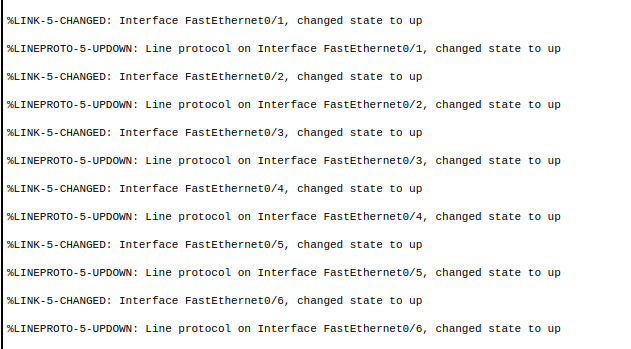 %LINK-5-CHANGED: Interface FastEthernet0/1, changed state to up
%LINEPROTO-5-UPDOWN: Line protocol on Interface FastEthernet0/1, changed state to up
%LINK-5-CHANGED: Interface FastEthernet0/2, changed state to up
%LINEPROTO-5-UPDOWN: Line protocol on Interface FastEthernet0/2, changed state to up
%LINK-5-CHANGED: Interface FastEthernet0/3, changed state to up
%LINEPROTO-5-UPDOWN: Line protocol on Interface FastEthernet0/3, changed state to up
%LINK-5-CHANGED: Interface FastEthernet0/4, changed state to up
%LINEPROTO-5-UPDOWN: Line protocol on Interface FastEthernet0/4, changed state to up
%LINK-5-CHANGED: Interface FastEthernet0/5, changed state to up
%LINEPROTO-5-UPDOWN: Line protocol on Interface FastEthernet0/5, changed state to up
%LINK-5-CHANGED: Interface FastEthernet0/6, changed state to up
%LINEPROTO-5-UPDOWN: Line protocol on Interface FastEthernet0/6, changed state to up